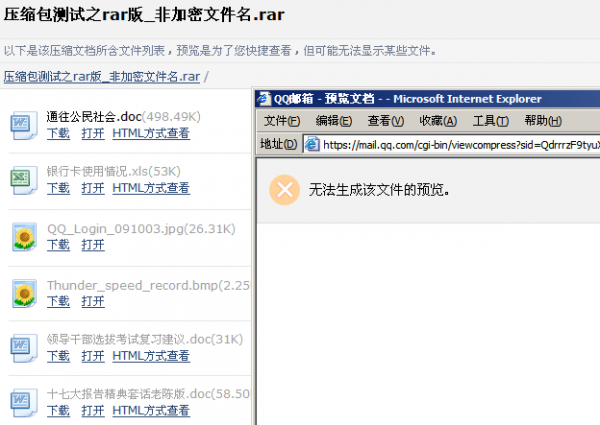 压缩包测试之rar版_非加密文件名.rar
以下是该压缩文档所含文件列表，预览是为了您快捷查看，但可能无法显示某些文件。
压缩包测试之rar版_非加密文件名.rar /
通往公民社会.doc(498.49K)
下载 打开 HTML方式查看
银行卡使用情况.xls(53K)
下载 打开 HTML方式查看
QQ_Login_091003.jpg(26.31K)
下载 打开
Thunder_speed_record.bmp(2.25
下载 打开
领导干部选拔考试复习建议.doc(31K)
下载 打开 HTML方式查看
十七大报告精典套话老陈版.doc(58.50
下载 打开 HTML方式查看
QQ邮箱 - 预览文档 - - Microsoft Internet Explorer
文件(F) 编辑(E) 查看(V) 收藏(A) 工具(T) 帮助(H)
地址(D) https://mail.qq.com/cgi-bin/viewcompress?sid=QdrrrzF9tyuX
无法生成该文件的预览。